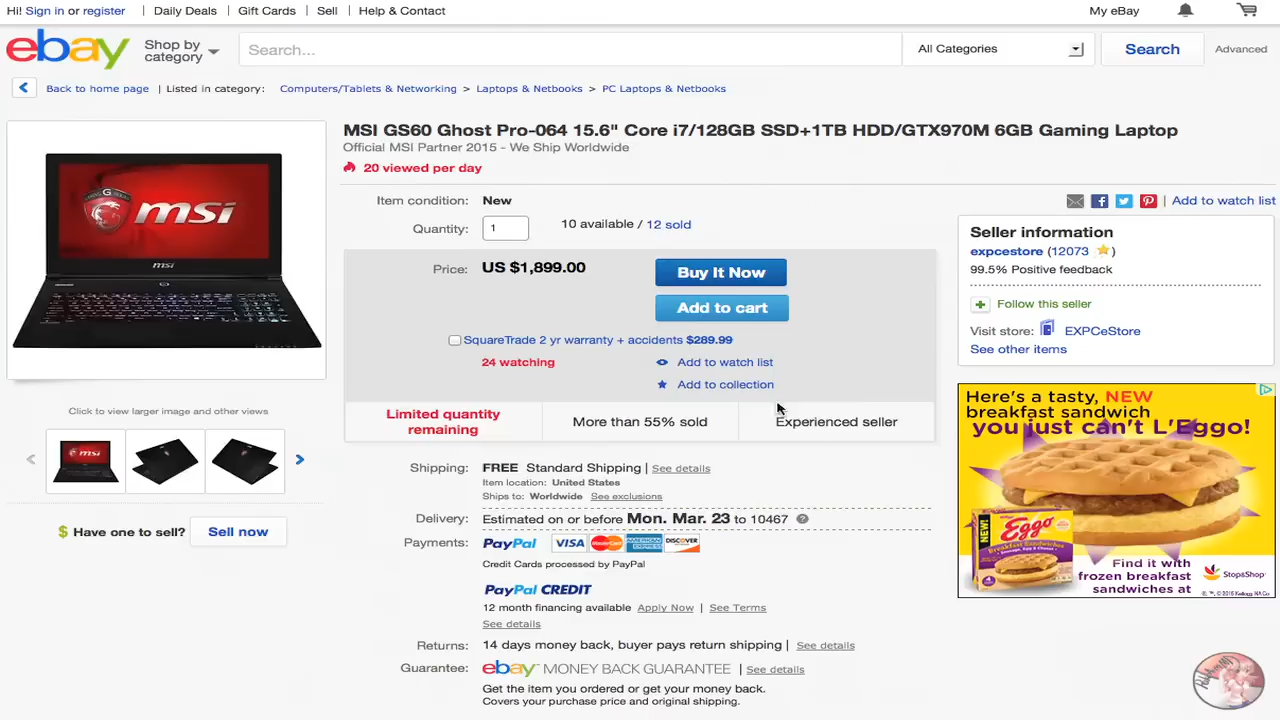 Hi! Sign in or register | Daily Deals | Gift Cards | Sell | Help & Contact
My eBay
ebay
Shop by category
Search...
All Categories
Search
Advanced
Back to home page | Listed in category: Computers/Tablets & Networking > Laptops & Netbooks > PC Laptops & Netbooks
MSI GS60 Ghost Pro-064 15.6" Core i7/128GB SSD+1TB HDD/GTX970M 6GB Gaming Laptop
Official MSI Partner 2015 - We Ship Worldwide
20 viewed per day
msi
msi
Click to view larger image and other views
Have one to sell? Sell now
Item condition: New
Quantity: 1 10 available / 12 sold
Price: US $1,899.00
Buy It Now
Add to cart
SquareTrade 2 yr warranty + accidents $289.99
24 watching
Add to watch list
Add to collection
Limited quantity remaining
More than 55% sold
Experienced seller
Shipping: FREE Standard Shipping | See details
Item location: United States
Ships to: Worldwide See exclusions
Delivery: Estimated on or before Mon. Mar. 23 to 10467
Payments: PayPal VISA MasterCard AMERICAN EXPRESS DISCOVER
Credit Cards processed by PayPal
PayPal CREDIT
12 month financing available Apply Now | See Terms
See details
Returns: 14 days money back, buyer pays return shipping | See details
Guarantee: ebay MONEY BACK GUARANTEE | See details
Get the item you ordered or get your money back.
Covers your purchase price and original shipping.
Add to watch list
Seller information
expcestore (12073)
99.5% Positive feedback
Follow this seller
Visit store: EXPCeStore
See other items
Here's a tasty, NEW
breakfast sandwich
you just can't L'Eggo!
NEW
Eggo
Breakfast Sandwiches
Find it with
frozen breakfast
sandwiches at
Stop&Shop